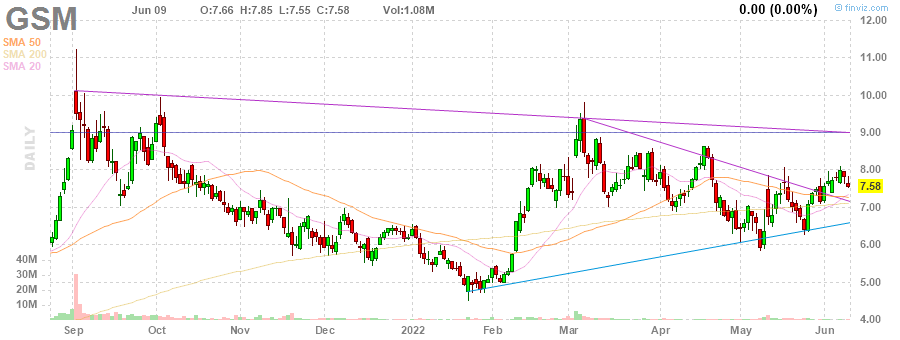 GSM
Jun 09 O:7.66 H:7.85 L:7.55 C:7.58 Vol:1.08M 0.00 (0.00%)
© finviz.com
SMA 50
SMA 200
SMA 20
DAILY
12.00
11.00
10.00
9.00
8.00
7.58
7.00
6.00
5.00
4.00
40M
30M
20M
10M
Sep Oct Nov Dec 2022 Feb Mar Apr May Jun